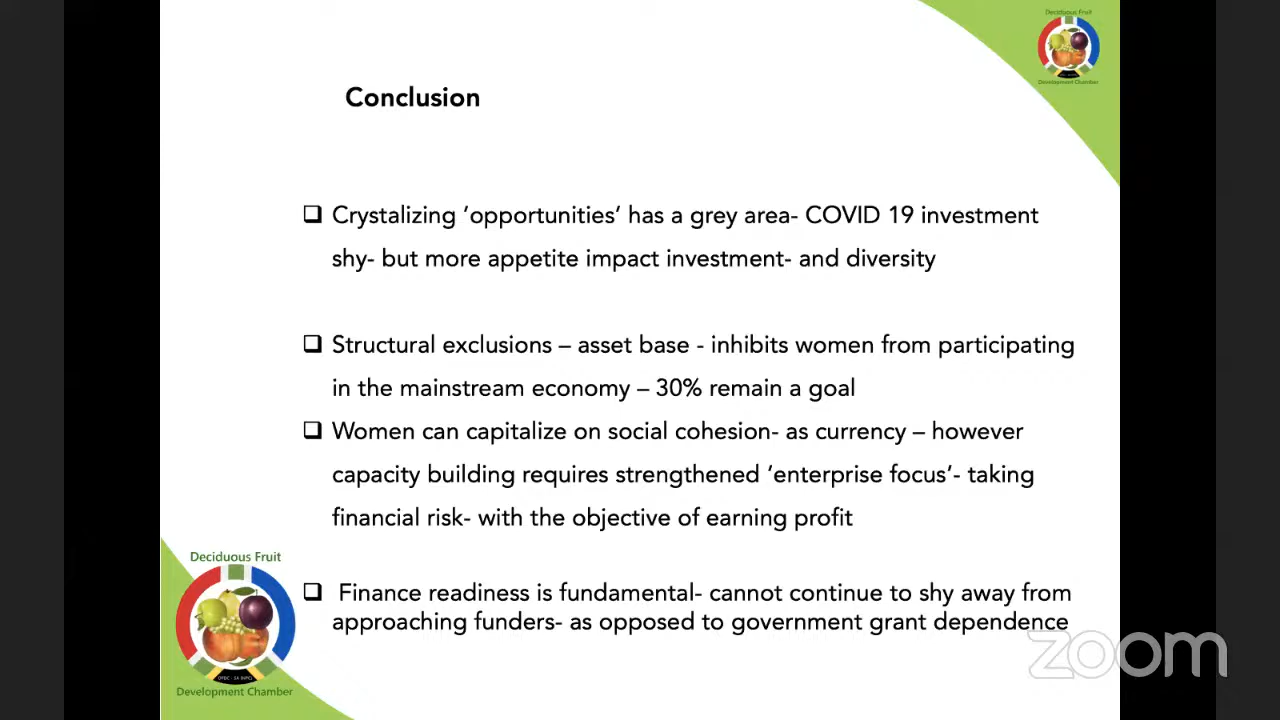 Deciduous Fruit
Development Chamber
Conclusion
❑ Crystalizing ‘opportunities’ has a grey area- COVID 19 investment
shy- but more appetite impact investment- and diversity
❑ Structural exclusions – asset base - inhibits women from participating
in the mainstream economy – 30% remain a goal
❑ Women can capitalize on social cohesion- as currency – however
capacity building requires strengthened ‘enterprise focus’- taking
financial risk- with the objective of earning profit
❑ Finance readiness is fundamental- cannot continue to shy away from
approaching funders- as opposed to government grant dependence
Deciduous Fruit
Development Chamber
zoom